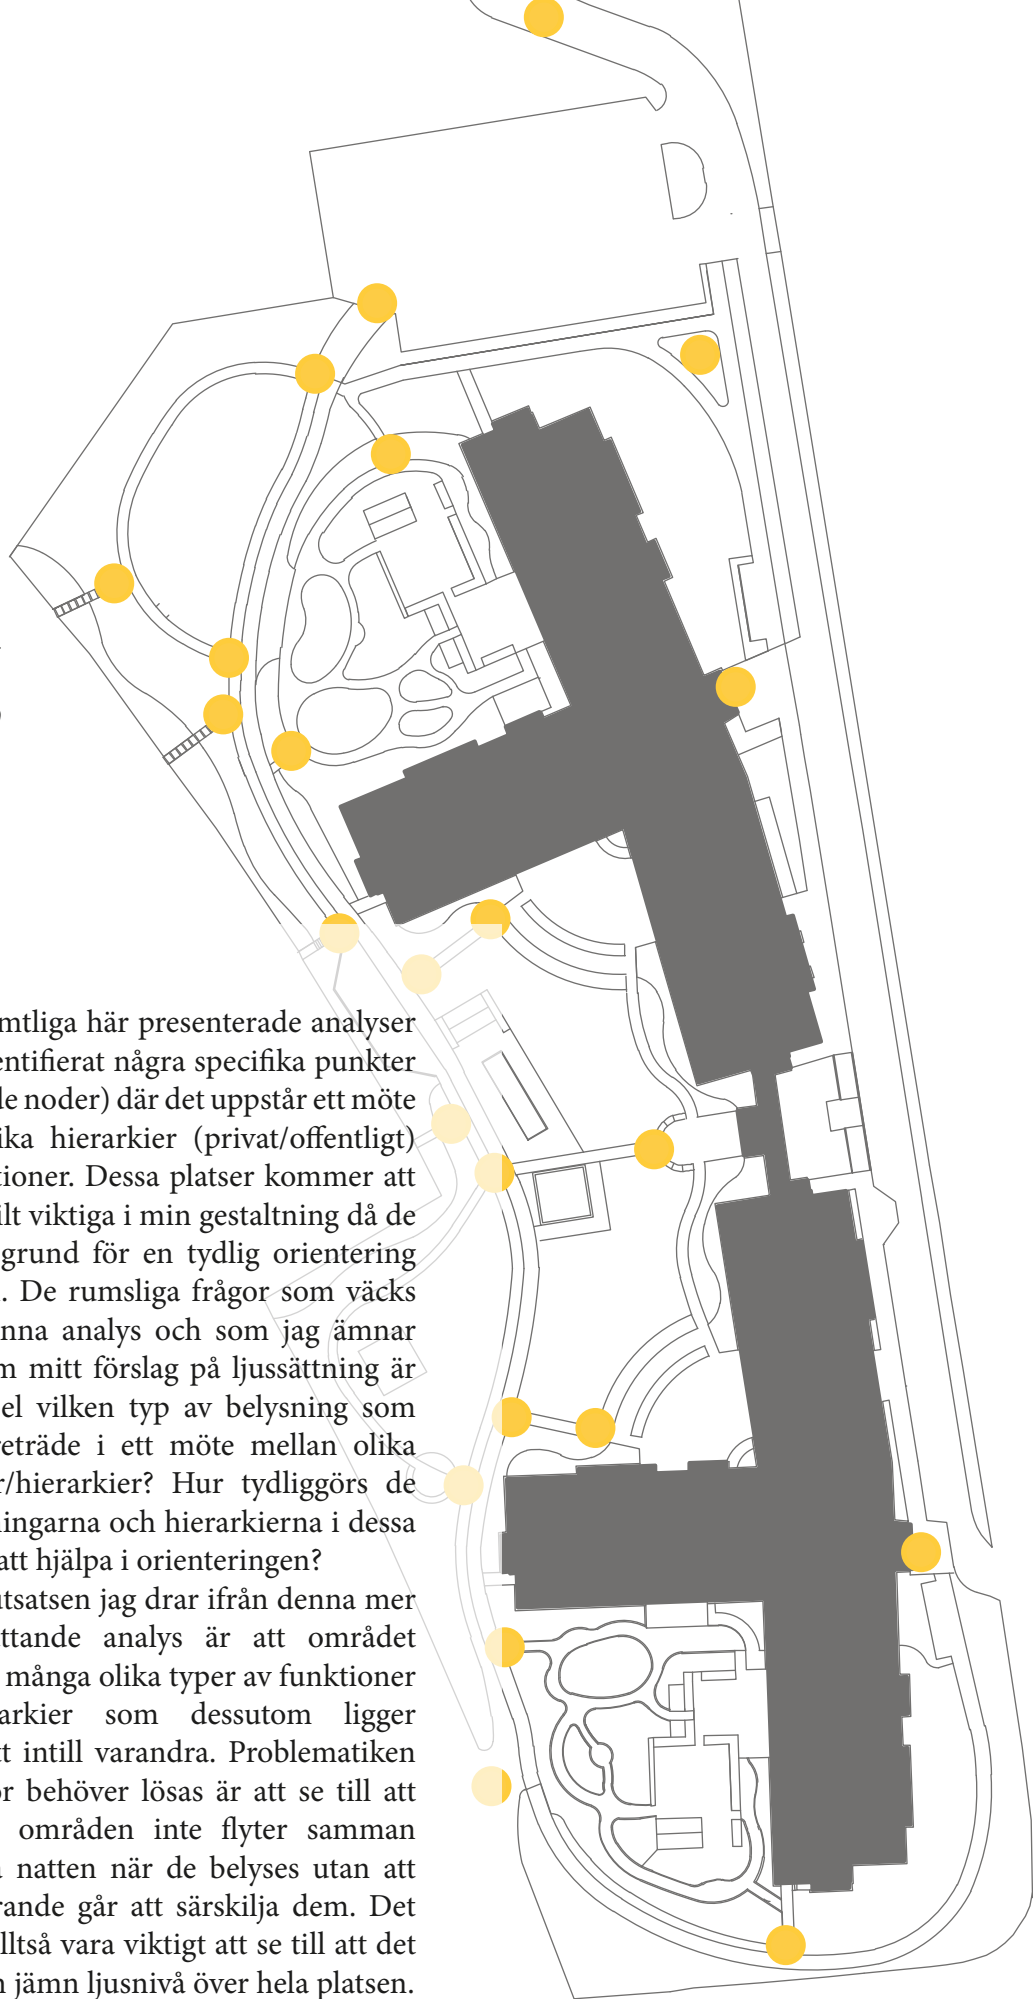 mtliga här presenterade analyser
entifierat några specifika punkter
de noder) där det uppstår ett möte
ika hierarkier (privat/offentligt)
tioner. Dessa platser kommer att
ilt viktiga i min gestaltning då de
grund för en tydlig orientering
. De rumsliga frågor som väcks
nna analys och som jag ämnar
m mitt förslag på ljussättning är
el vilken typ av belysning som
reträde i ett möte mellan olika
r/hierarkier? Hur tydliggörs de
ningarna och hierarkierna i dessa
att hjälpa i orienteringen?
utsatsen jag drar ifrån denna mer
ttande analys är att området
många olika typer av funktioner
arkier som dessutom ligger
tt intill varandra. Problematiken
or behöver lösas är att se till att
områden inte flyter samman
å natten när de belyses utan att
rande går att särskilja dem. Det
lltså vara viktigt att se till att det
n jämn ljusnivå över hela platsen.